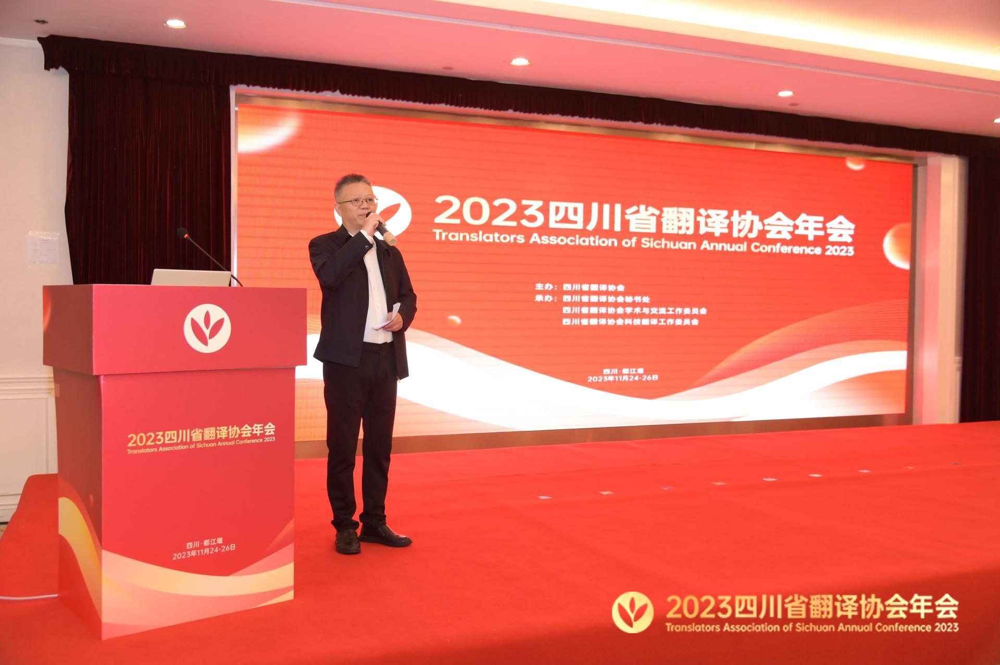 2023四川省翻译协会年会
Translators Association of Sichuan Annual Conference 2023
主办：四川省翻译协会
承办：四川省翻译协会秘书处
四川省翻译协会学术与交流工作委员会
四川省翻译协会科技翻译工作委员会
四川·都江堰
2023年11月24-26日
2023四川省翻译协会年会
Translators Association of Sichuan Annual Conference 2023
四川·都江堰
2023年11月24-26日
2023四川省翻译协会年会
Translators Association of Sichuan Annual Conference 2023